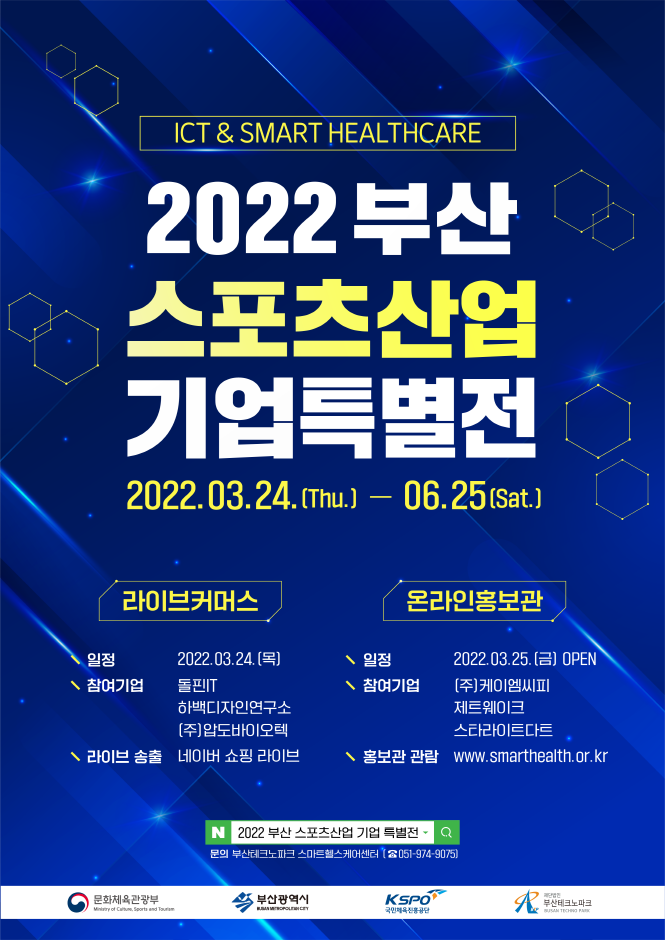 ICT & SMART HEALTHCARE
2022 부산
스포츠산업
기업특별전
2022.03.24.(Thu.) — 06.25(Sat.)
라이브커머스
일정 2022.03.24.(목)
참여기업 돌핀IT
하백디자인연구소
(주)압도바이오텍
라이브 송출 네이버 쇼핑 라이브
온라인홍보관
일정 2022.03.25.(금) OPEN
참여기업 (주)케이엠씨피
제트웨이크
스타라이트다트
홍보관 관람 www.smarthealth.or.kr
N 2022 부산 스포츠산업 기업 특별전
문의 부산테크노파크 스마트헬스케어센터 (☎051-974-9075)
문화체육관광부
Ministry of Culture, Sports and Tourism
부산광역시
BUSAN METROPOLITAN CITY
KSPO
국민체육진흥공단
재단법인
부산테크노파크
BUSAN TECHNO PARK